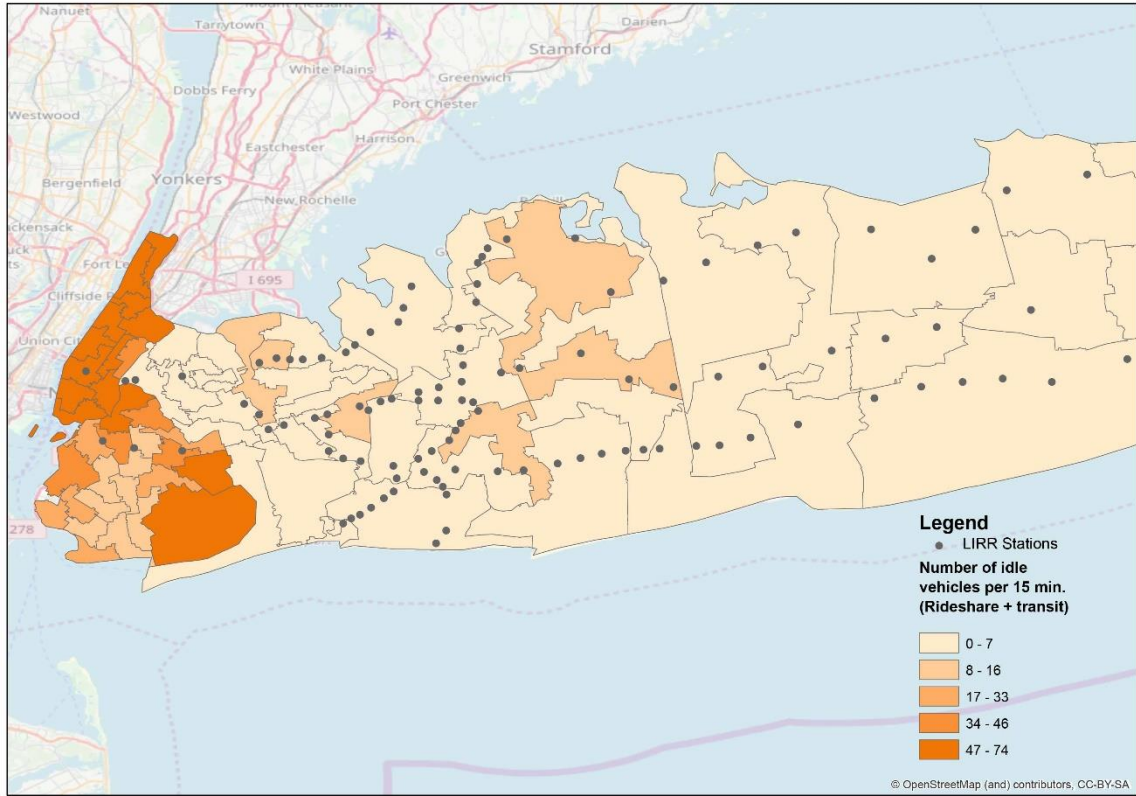 Nanuet
Tarrytown
Darien
Stamford
White Plains
Greenwich
Dobbs Ferry
Port Chester
Westwood
Harrison
Eastchester
Bergenfield
Yonkers
New Rochelle
ckensack
Fort Le
I 695
Cliffside
Union City
278
Legend
LIRR Stations
Number of idle
vehicles per 15 min.
(Rideshare + transit)
0 - 7
8 - 16
17 - 33
34 - 46
47 - 74
© OpenStreetMap (and) contributors, CC-BY-SA